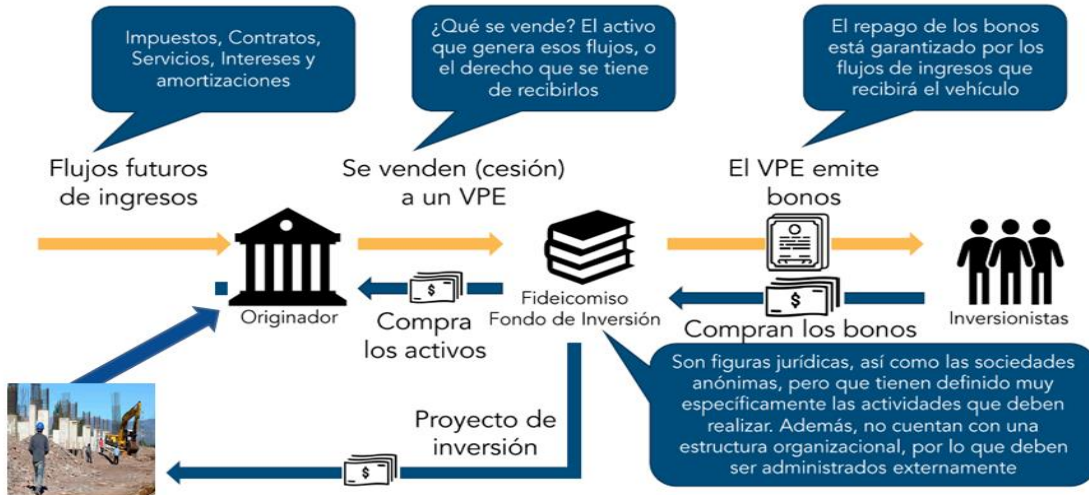 Impuestos, Contratos,
Servicios, Intereses y
amortizaciones
¿Qué se vende? El activo
que genera esos flujos, o
el derecho que se tiene
de recibirlos
El repago de los bonos
está garantizado por los
flujos de ingresos que
recibirá el vehículo
Flujos futuros
de ingresos
Se venden (cesión)
a un VPE
El VPE emite
bonos
Originador
$
Compra
los activos
Fideicomiso
Fondo de Inversión
$
Compran los bonos
Inversionistas
Son figuras jurídicas, así como las sociedades
anónimas, pero que tienen definido muy
específicamente las actividades que deben
realizar. Además, no cuentan con una
estructura organizacional, por lo que deben
ser administrados externamente
Proyecto de
inversión
$